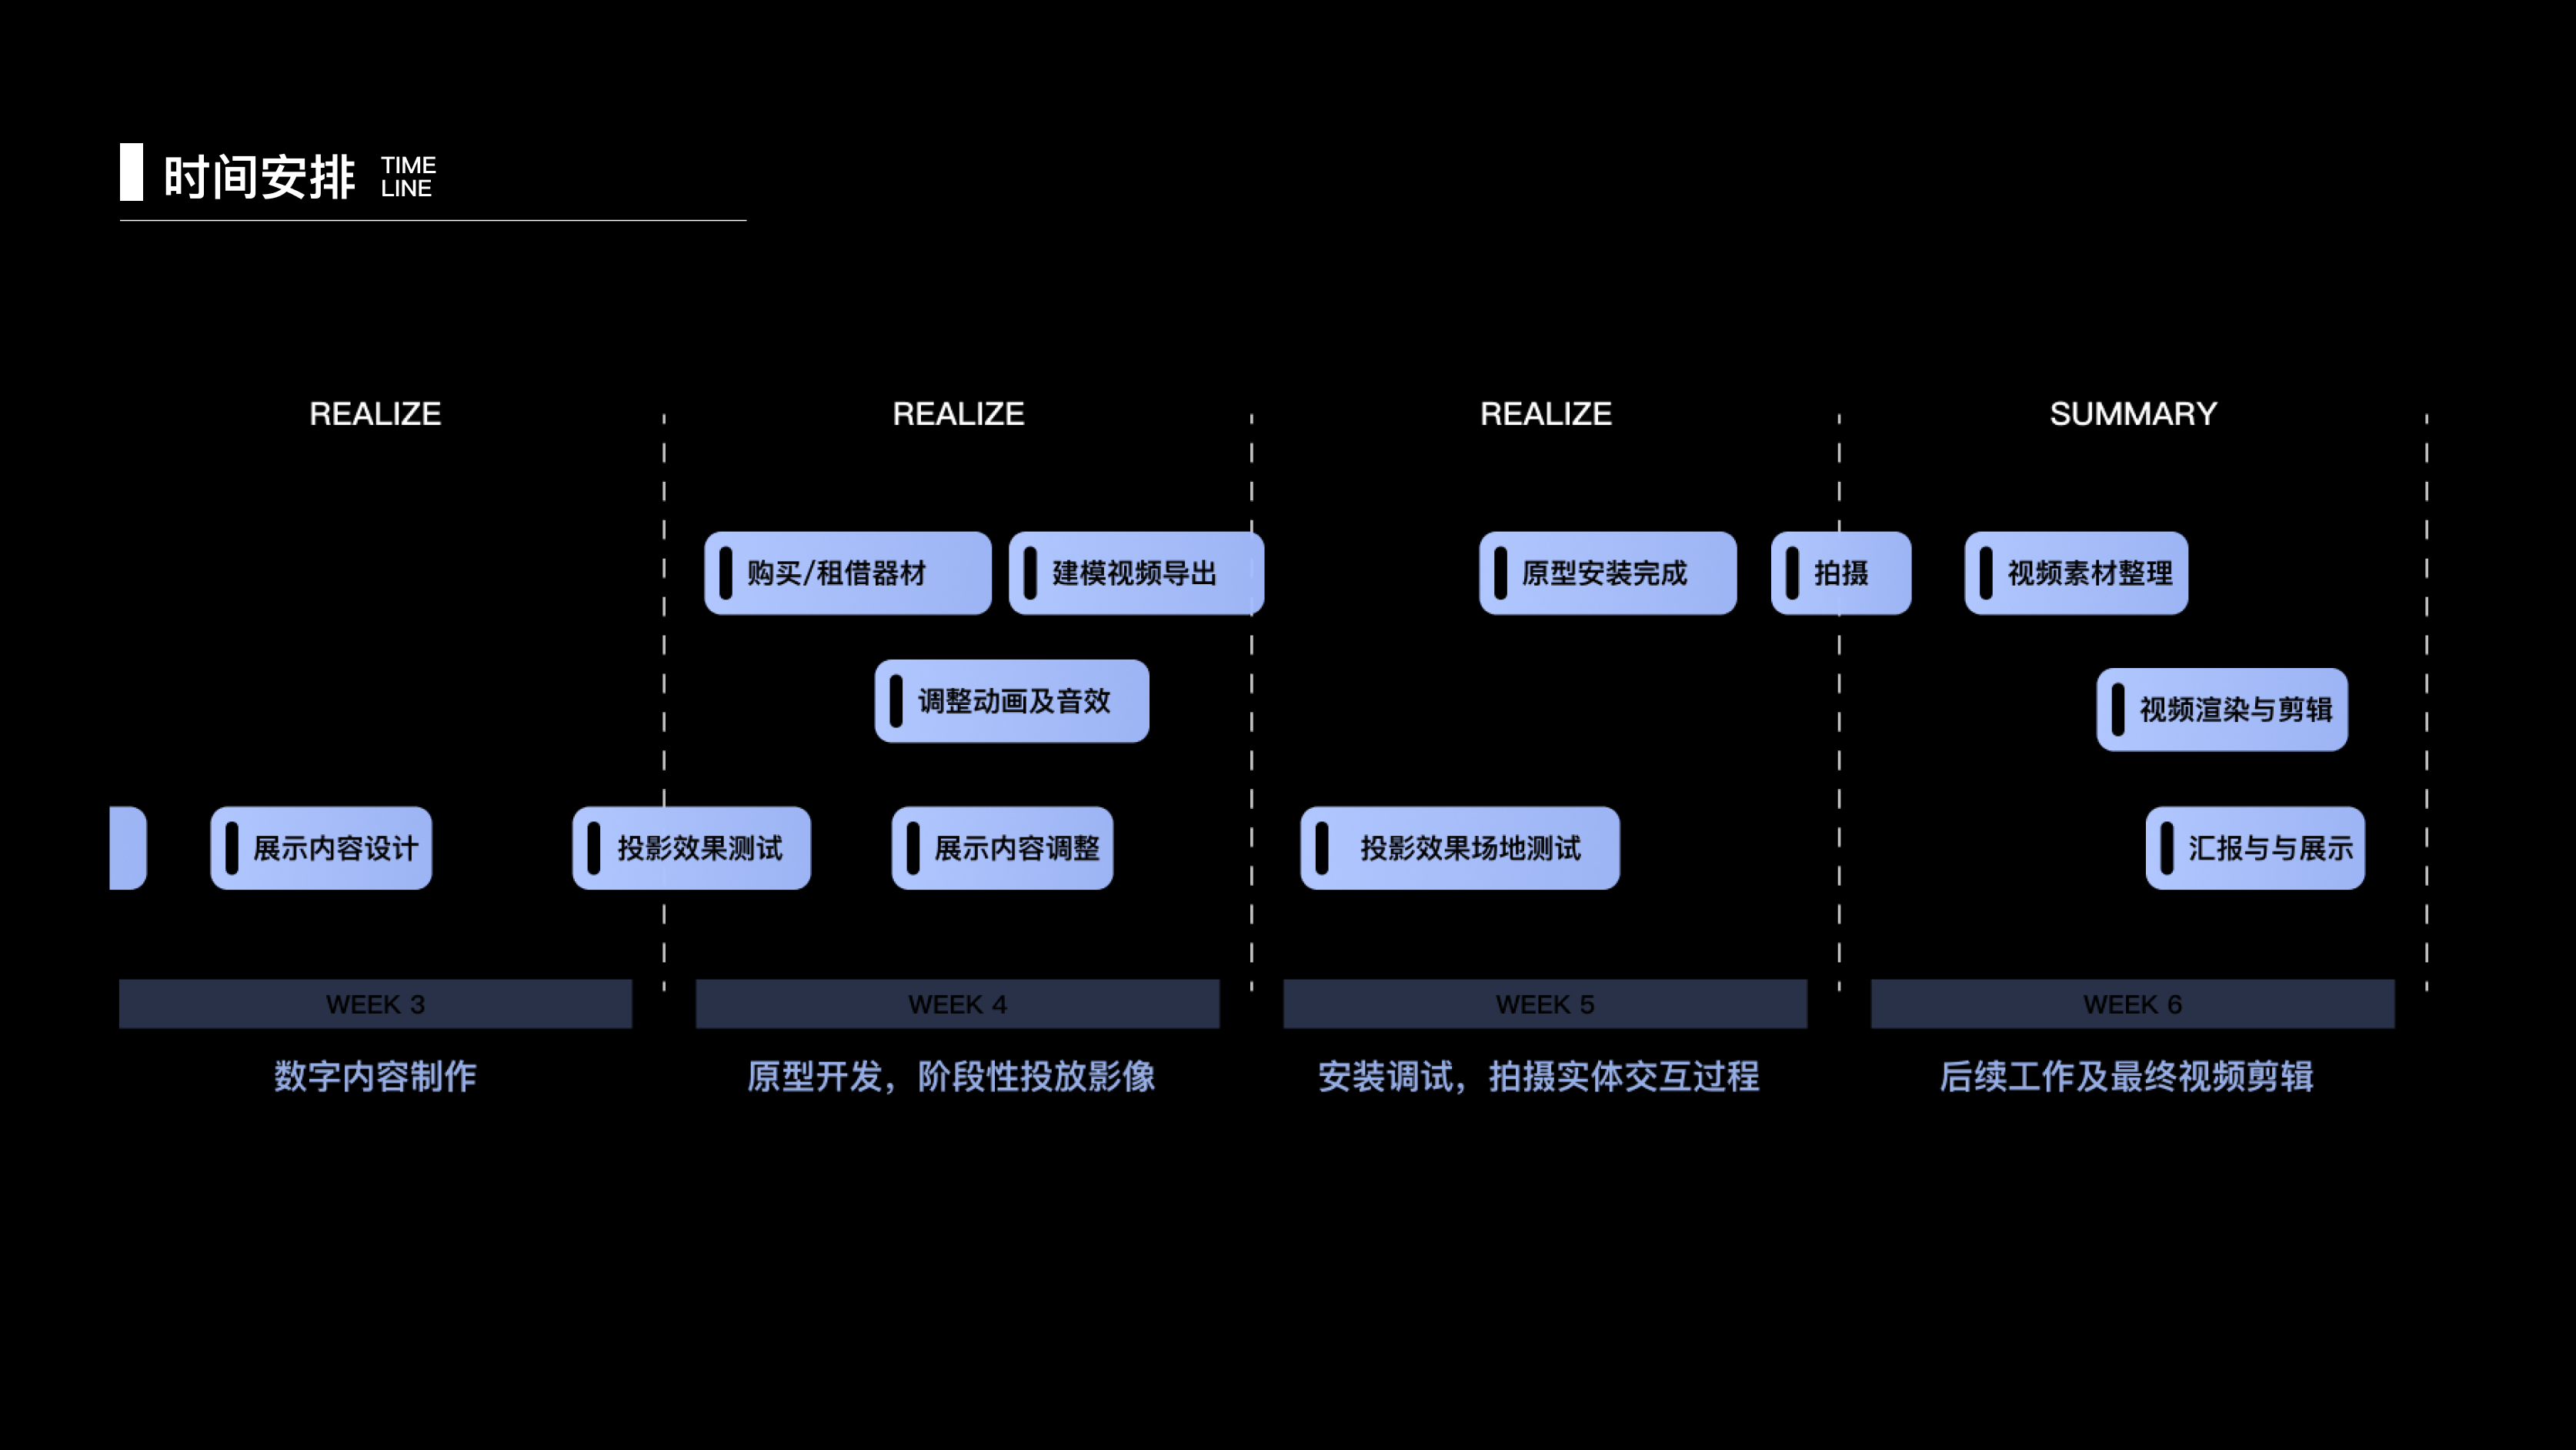 时间安排
TIME
LINE
REALIZE
REALIZE
REALIZE
SUMMARY
购买/租借器材
建模视频导出
原型安装完成
拍摄
视频素材整理
调整动画及音效
视频渲染与剪辑
展示内容设计
投影效果测试
展示内容调整
投影效果场地测试
汇报与与展示
WEEK 3
WEEK 4
WEEK 5
WEEK 6
数字内容制作
原型开发，阶段性投放影像
安装调试，拍摄实体交互过程
后续工作及最终视频剪辑